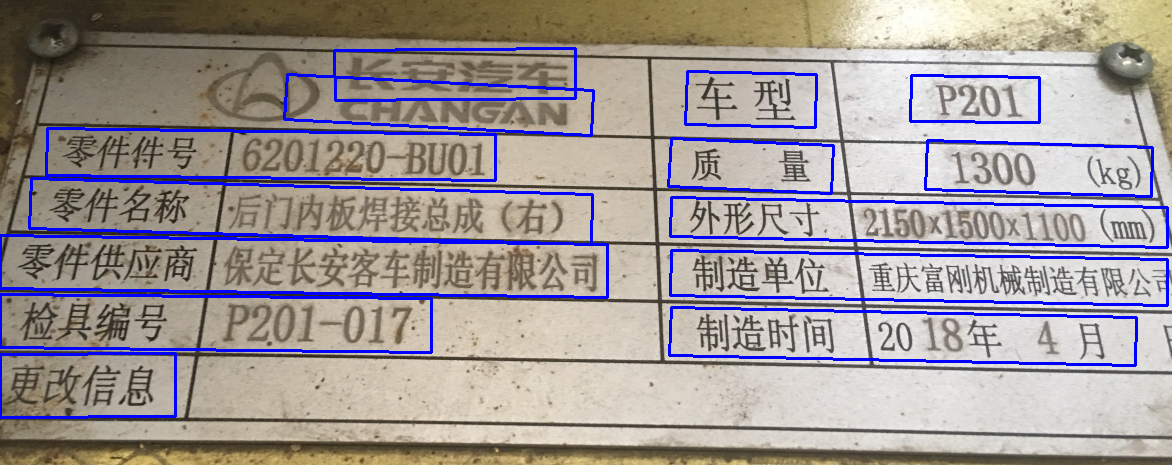 长安汽车
CHANGAN
车 型 P201
零件件号 6201220-BU01
质 量 1300 (kg)
零件名称 后门内板焊接总成（右）
外形尺寸 2150x1500x1100 (mm)
零件供应商 保定长安客车制造有限公司
制造单位 重庆富刚机械制造有限公司
检具编号 P201-017
制造时间 2018年 4月
更改信息